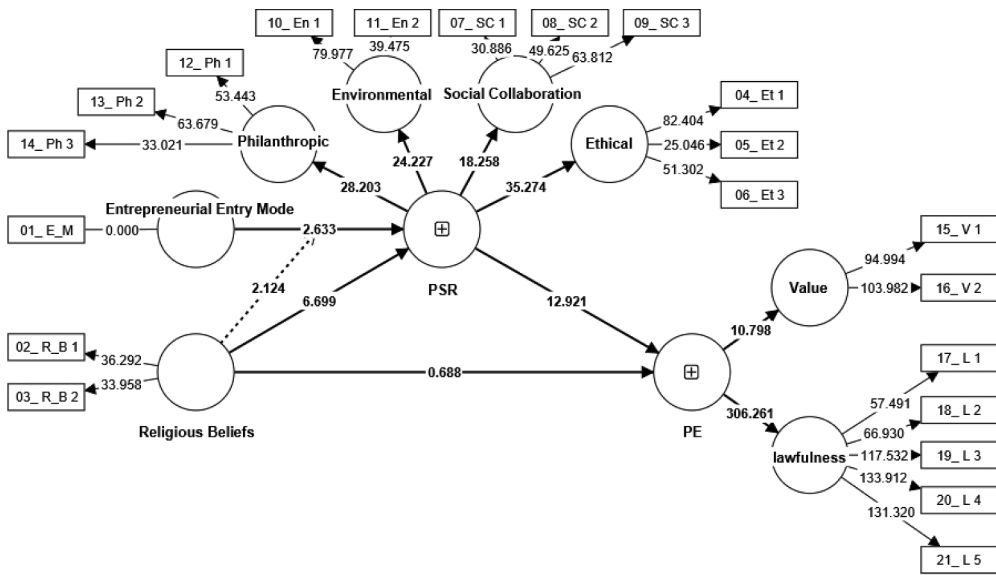 10_ En 1
11_ En 2
07_ SC 1
08_ SC 2
09_ SC 3
79.977
39.475
30.886
49.625
63.812
12_ Ph 1
53.443
Environmental
Social Collaboration
13_ Ph 2
63.679
04_ Et 1
82.404
14_ Ph 3
33.021
Philanthropic
Ethical
25.046
05_ Et 2
51.302
06_ Et 3
24.227
18.258
28.203
35.274
Entrepreneurial Entry Mode
01_ E_M
0.000
2.633
15_ V 1
94.994
PSR
2.124
6.699
12.921
Value
103.982
16_ V 2
02_ R_B 1
36.292
10.798
17_ L 1
0.688
03_ R_B 2
33.958
57.491
18_ L 2
Religious Beliefs
PE
306.261
66.930
lawfulness
117.532
19_ L 3
133.912
20_ L 4
131.320
21_ L 5